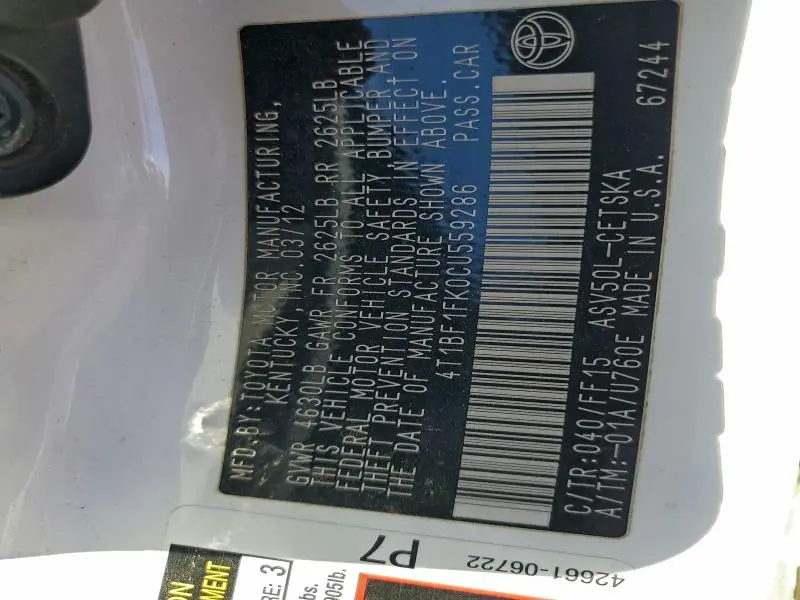 MFD.BY:TOYOTA MOTOR MANUFACTURING,
KENTUCKY, INC. 03/12
GVWR 4630LB GAWR FR 2625LB RR 2625LB
THIS VEHICLE CONFORMS TO ALL APPLICABLE
FEDERAL MOTOR VEHICLE SAFETY, BUMPER AND
THEFT PREVENTION STANDARDS IN EFFECT ON
THE DATE OF MANUFACTURE SHOWN ABOVE.
4T1BF1FK0CU559286 PASS.CAR
C/TR:040/FF15 ASV50L-CETSKA
A/TM:-01A/U760E MADE IN U.S.A. 67244
P7
42661-06722